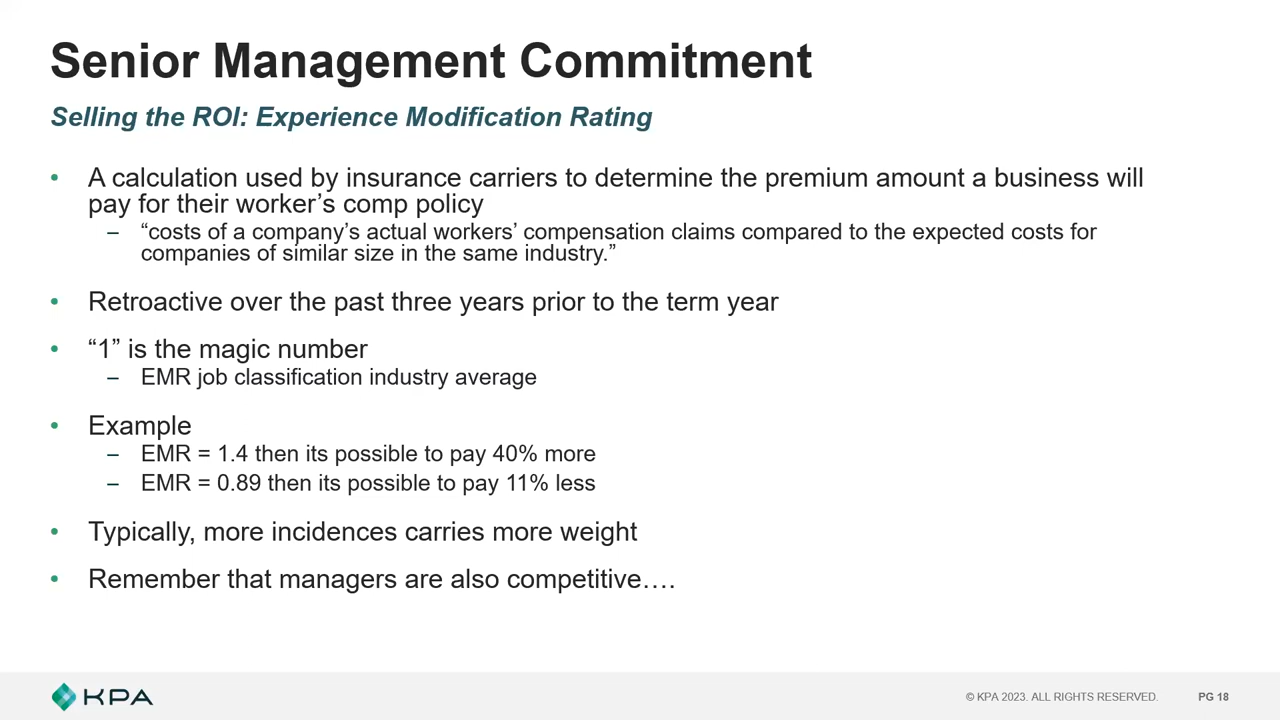 Senior Management Commitment
Selling the ROI: Experience Modification Rating
• A calculation used by insurance carriers to determine the premium amount a business will
pay for their worker’s comp policy
– “costs of a company’s actual workers’ compensation claims compared to the expected costs for
companies of similar size in the same industry.”
• Retroactive over the past three years prior to the term year
• “1” is the magic number
– EMR job classification industry average
• Example
– EMR = 1.4 then its possible to pay 40% more
– EMR = 0.89 then its possible to pay 11% less
• Typically, more incidences carries more weight
• Remember that managers are also competitive….
KPA
© KPA 2023. ALL RIGHTS RESERVED. PG 18